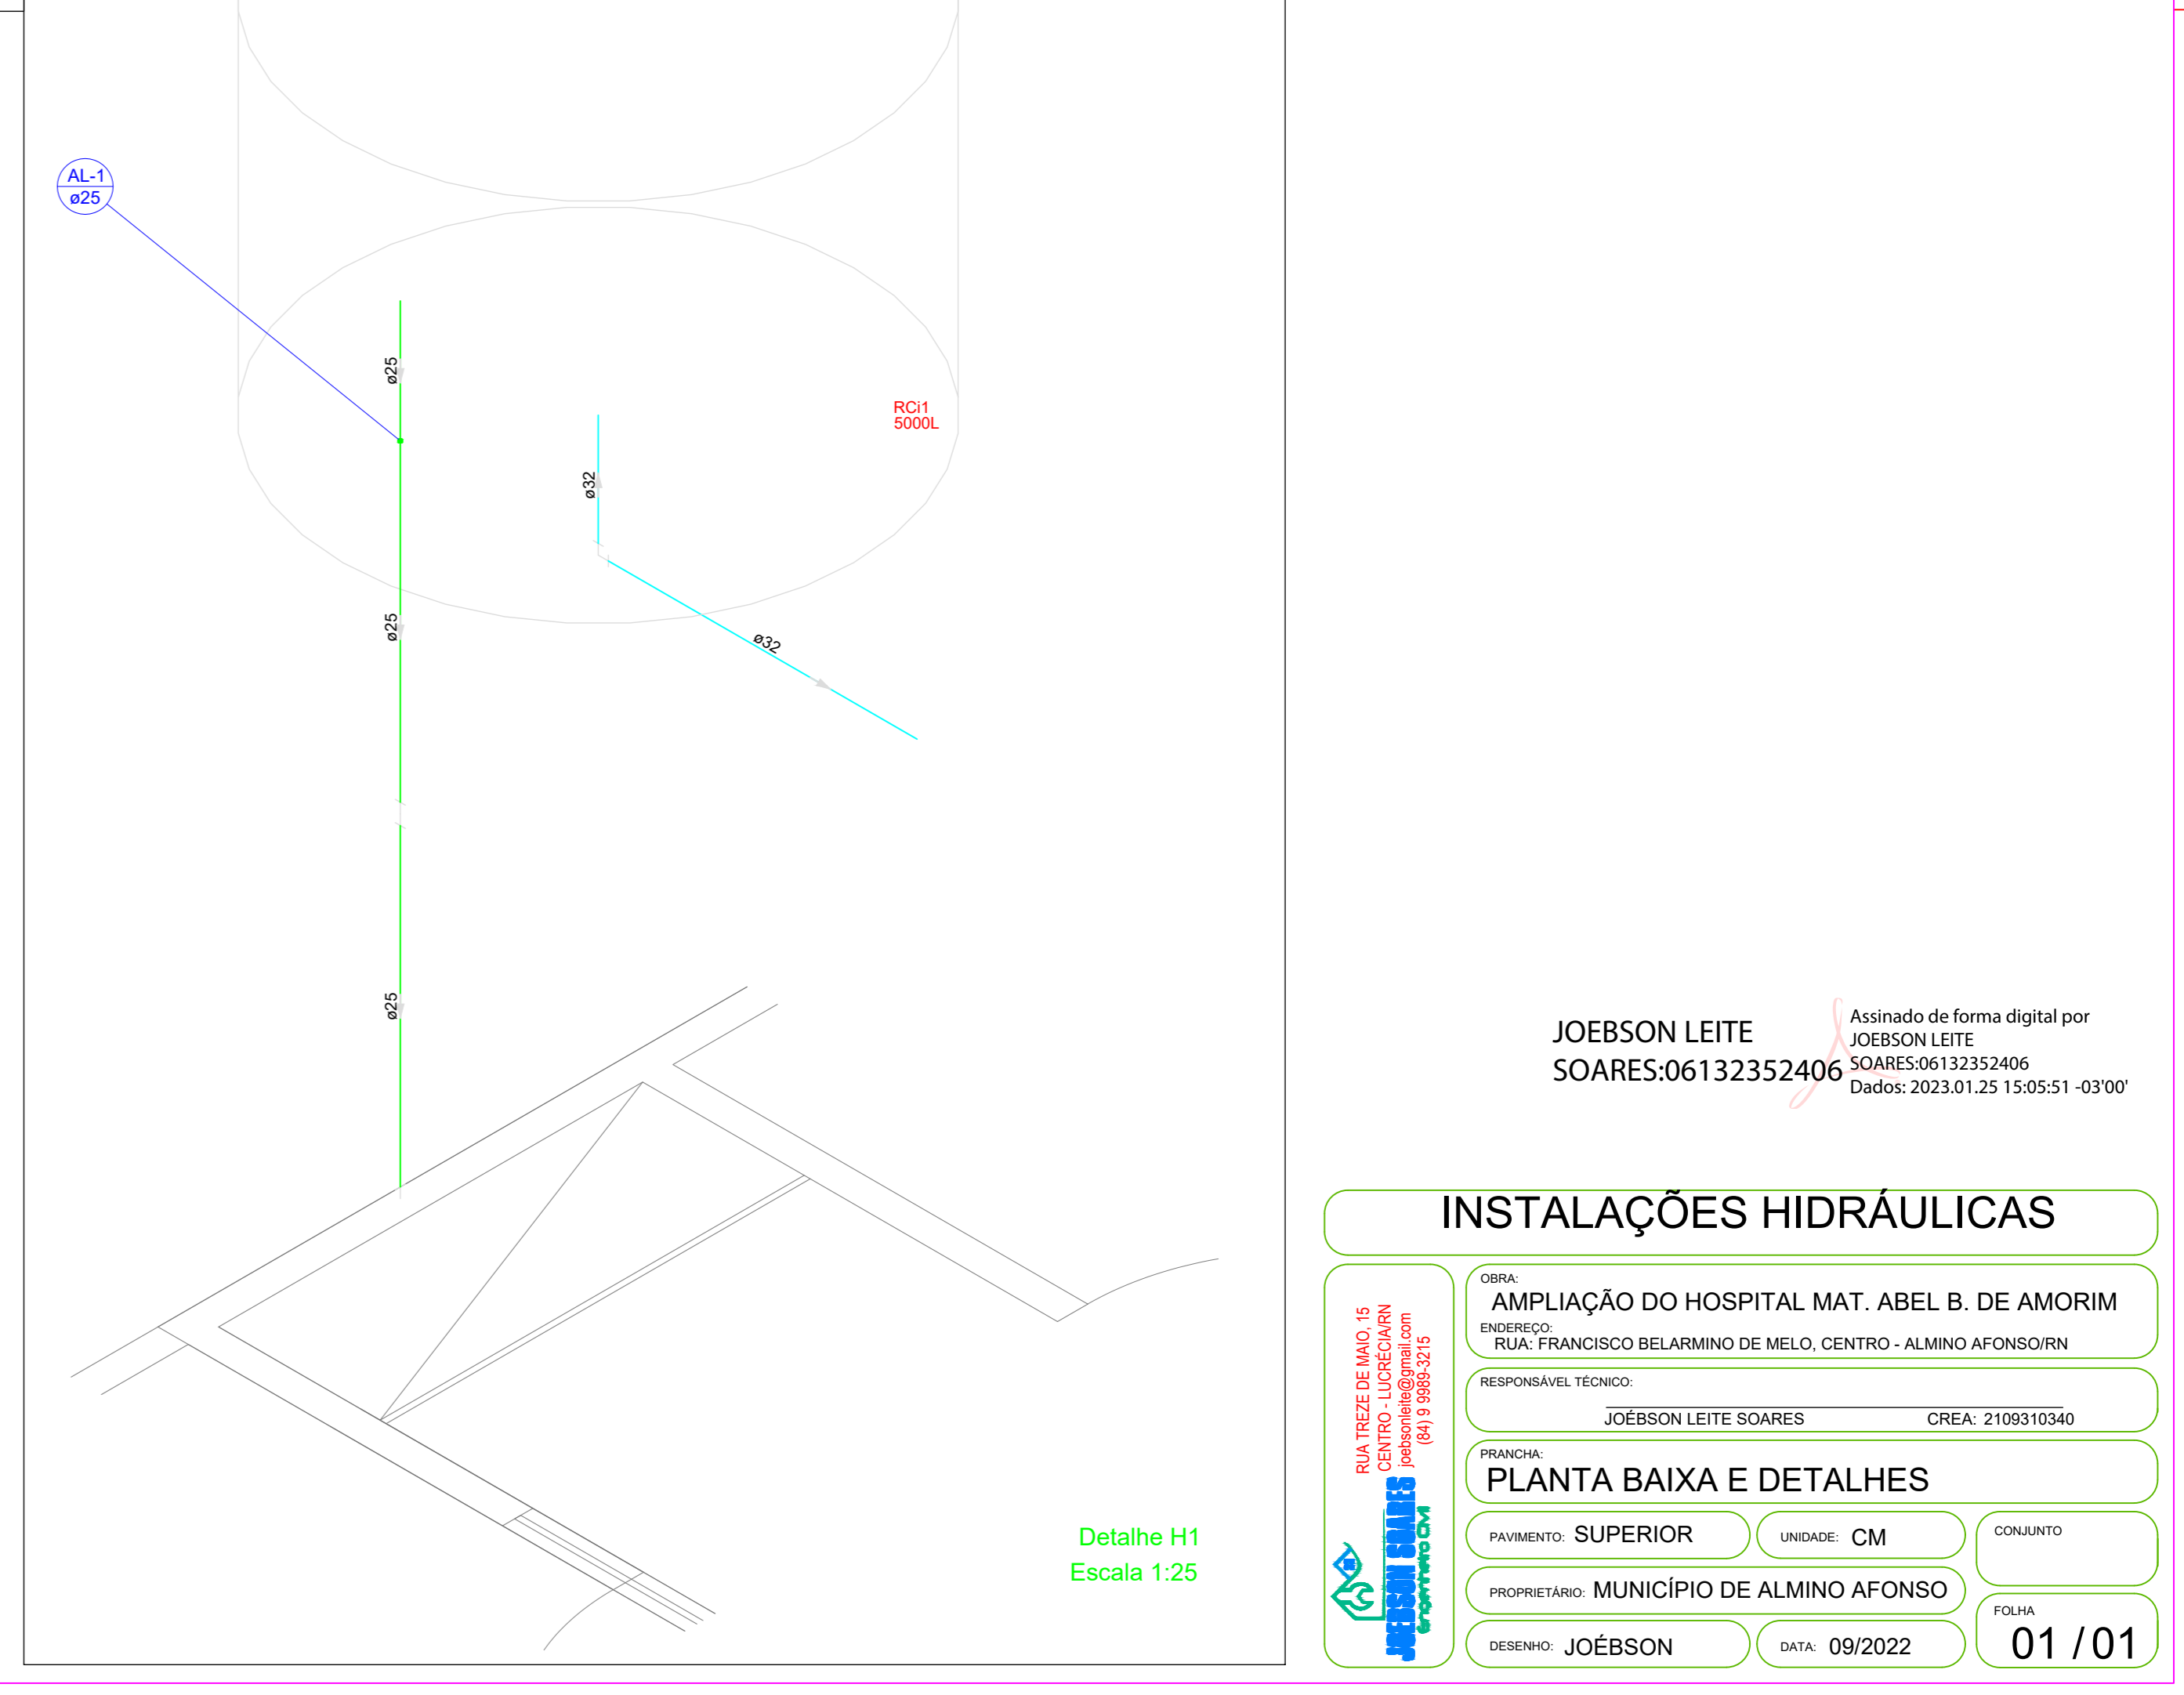 AL-1
ø25
ø25
RCi1
5000L
ø32
ø25
ø32
ø25
Detalhe H1
Escala 1:25
JOEBSON LEITE
SOARES:06132352406
Assinado de forma digital por
JOEBSON LEITE
SOARES:06132352406
Dados: 2023.01.25 15:05:51 -03'00'
INSTALAÇÕES HIDRÁULICAS
RUA TREZE DE MAIO, 15
CENTRO - LUCRÉCIA/RN
joebsonleite@gmail.com
(84) 9 9989-3215
JOEBSON SOARES
Engenheiro Civil
OBRA:
AMPLIAÇÃO DO HOSPITAL MAT. ABEL B. DE AMORIM
ENDEREÇO:
RUA: FRANCISCO BELARMINO DE MELO, CENTRO - ALMINO AFONSO/RN
RESPONSÁVEL TÉCNICO:
JOÉBSON LEITE SOARES CREA: 2109310340
PRANCHA:
PLANTA BAIXA E DETALHES
PAVIMENTO: SUPERIOR
UNIDADE: CM
CONJUNTO
PROPRIETÁRIO: MUNICÍPIO DE ALMINO AFONSO
FOLHA
01 / 01
DESENHO: JOÉBSON
DATA: 09/2022